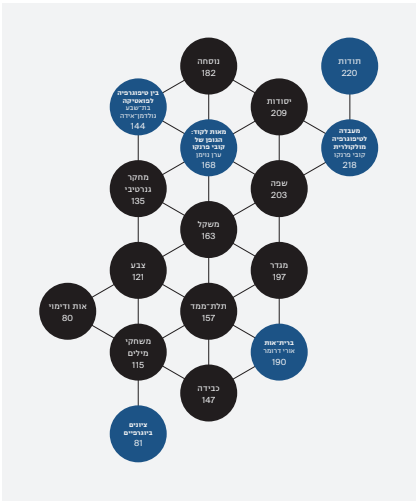 נוסחה
182
תודות
220
בין טיפוגרפיה
לפואטיקה
בת־שבע
גולדמן־אידה
144
יסודות
209
מאות לקוד:
הגופן של
קובי פרנקו
ערן נוימן
168
מעבדה
לטיפוגרפיה
מולקולרית
קובי פרנקו
218
מחקר
גנרטיבי
135
שפה
203
משקל
163
צבע
121
מגדר
197
אות ודימוי
80
תלת־ממד
157
משחקי
מילים
115
ברית־אות
אורי דרומר
190
כבידה
147
ציונים
ביוגרפיים
81